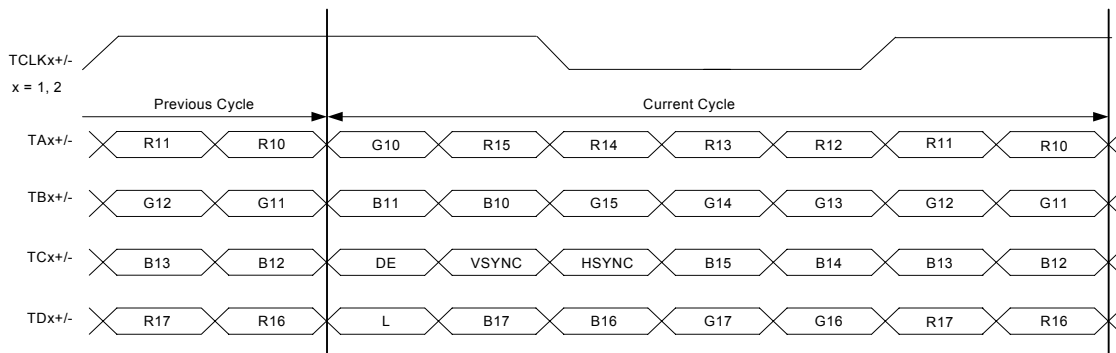 TCLKx+/-
x = 1, 2
Previous Cycle Current Cycle
TAx+/- R11 R10 G10 R15 R14 R13 R12 R11 R10
TBx+/- G12 G11 B11 B10 G15 G14 G13 G12 G11
TCx+/- B13 B12 DE VSYNC HSYNC B15 B14 B13 B12
TDx+/- R17 R16 L B17 B16 G17 G16 R17 R16